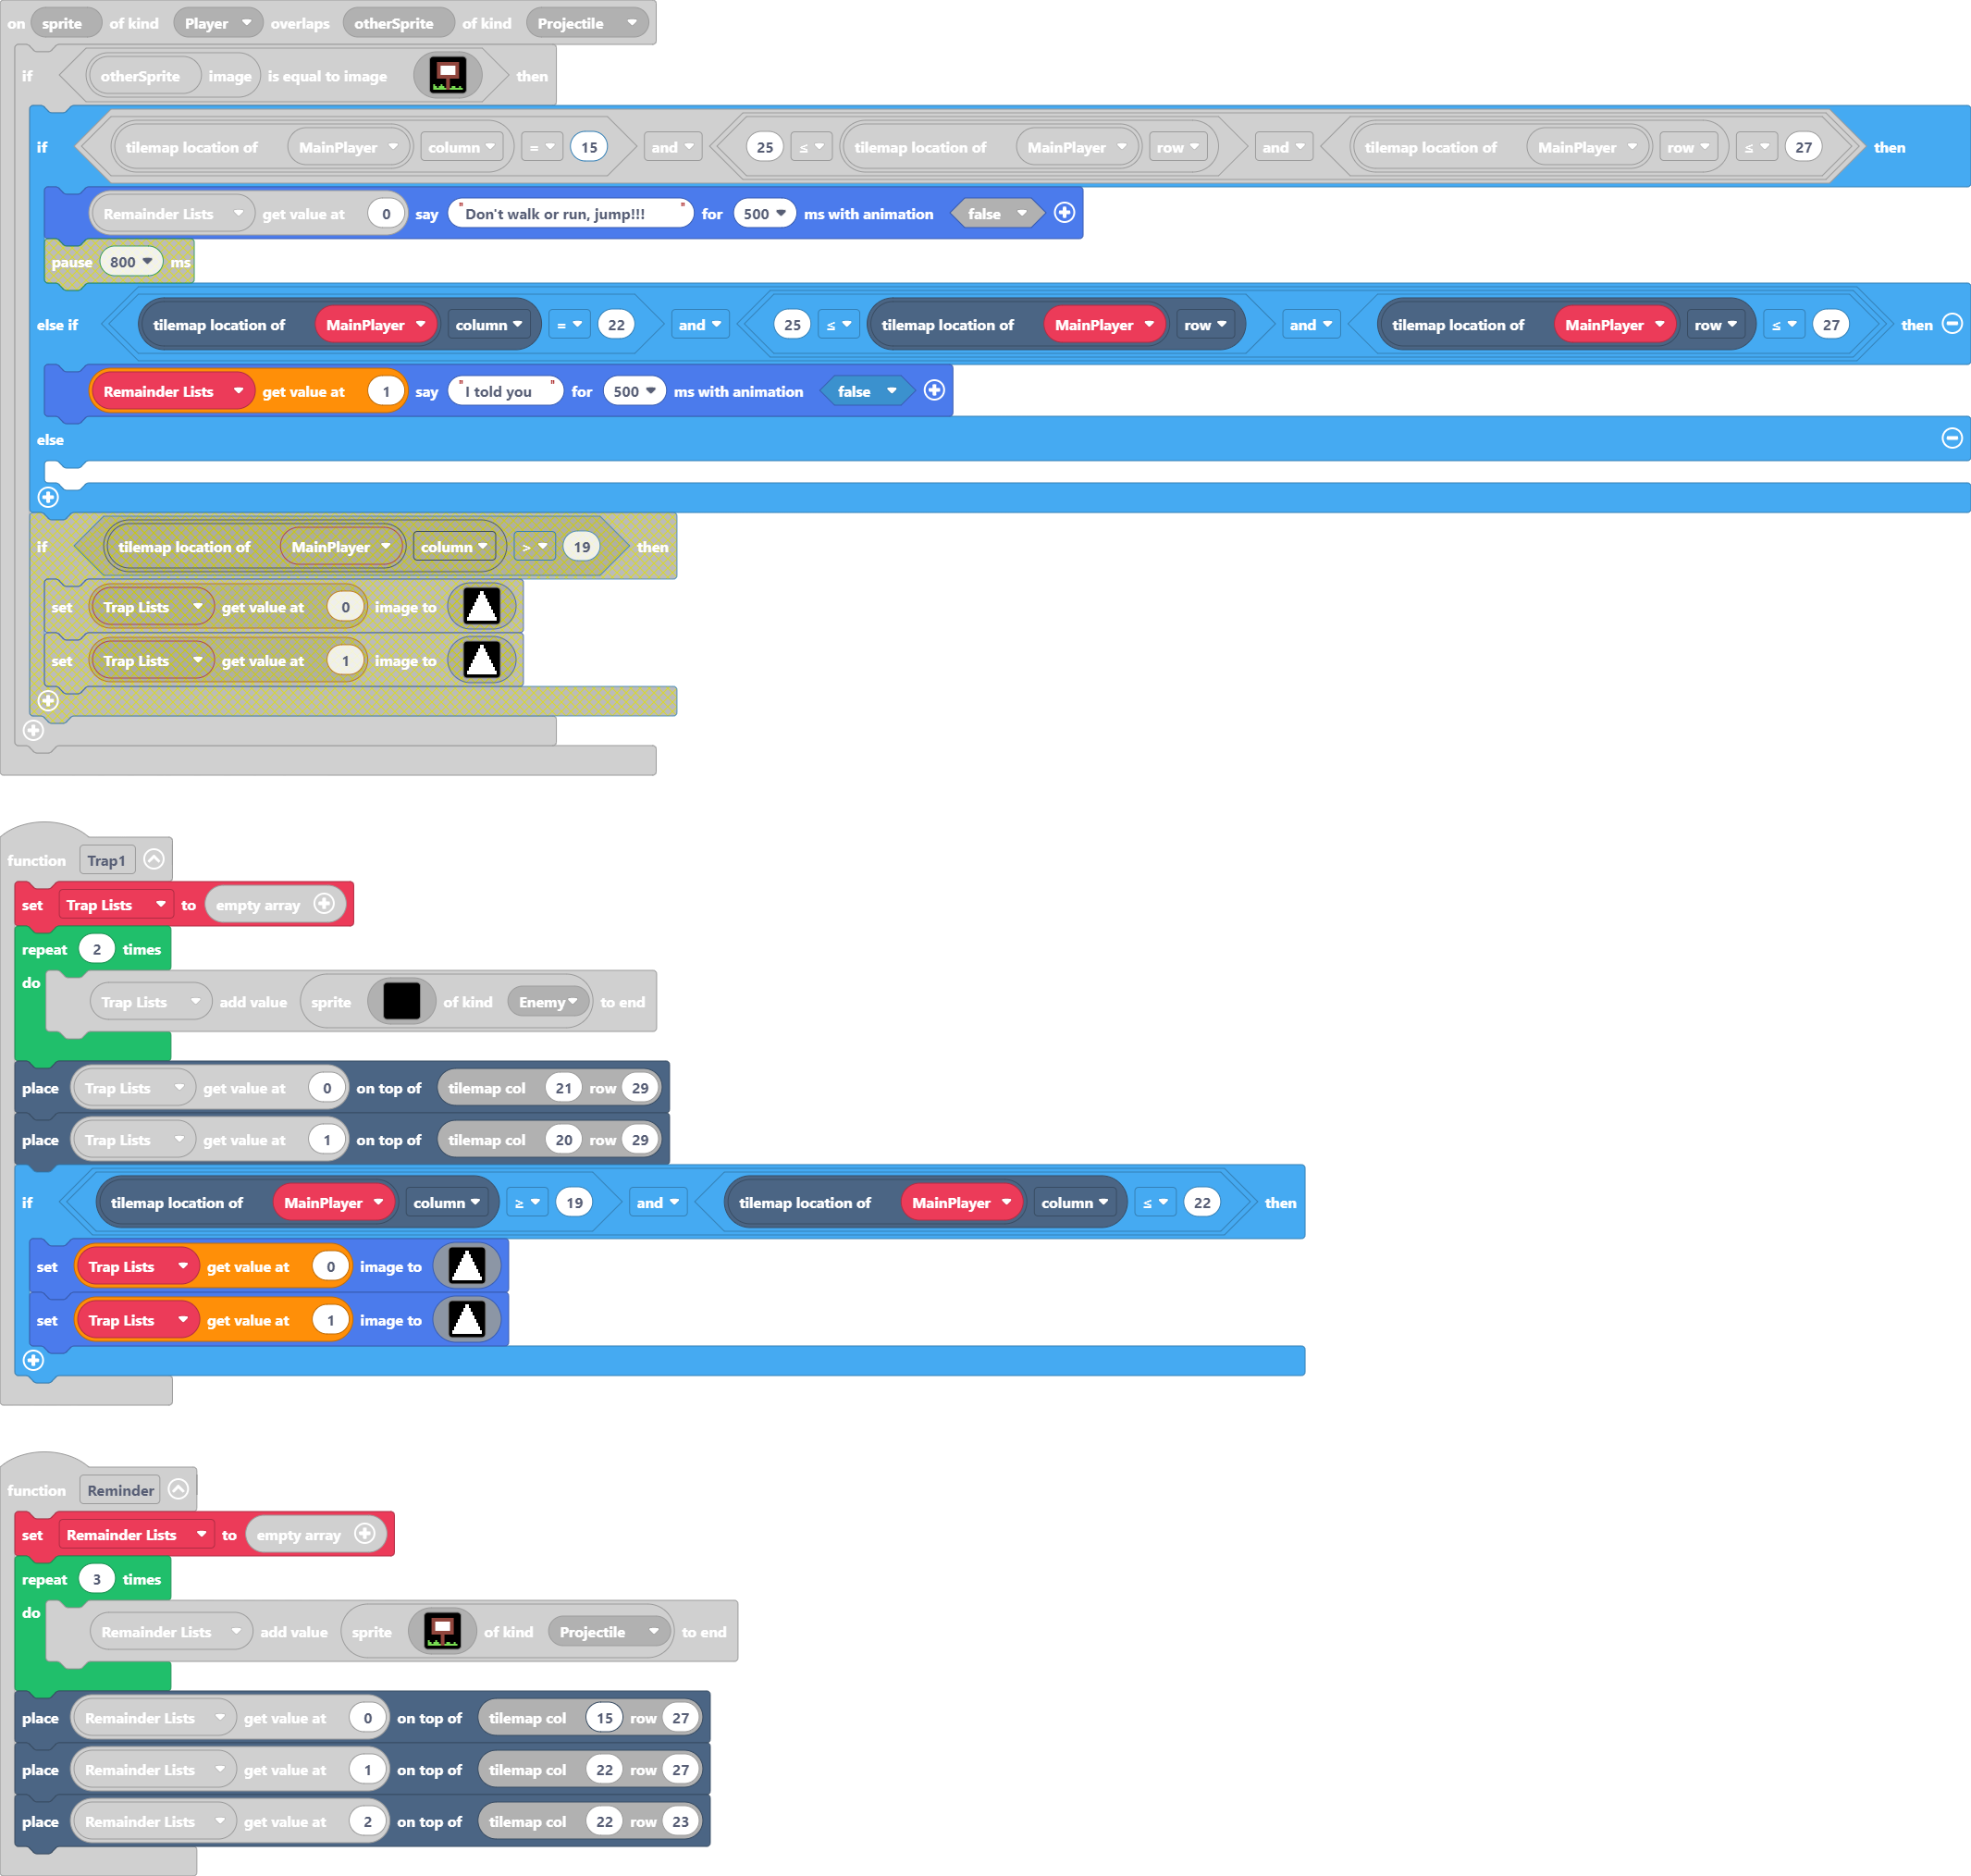 on sprite of kind Player overlaps otherSprite of kind Projectile
if otherSprite image is equal to image then
if tilemap location of MainPlayer column = 15 and 25 ≤ tilemap location of MainPlayer row and tilemap location of MainPlayer row ≤ 27 then
Remainder Lists get value at 0 say "Don't walk or run, jump!!!" for 500 ms with animation false
pause 800 ms
else if tilemap location of MainPlayer column = 22 and 25 ≤ tilemap location of MainPlayer row and tilemap location of MainPlayer row ≤ 27 then
Remainder Lists get value at 1 say "I told you" for 500 ms with animation false
else
if tilemap location of MainPlayer column > 19 then
set Trap Lists get value at 0 image to
set Trap Lists get value at 1 image to
function Trap1
set Trap Lists to empty array
repeat 2 times
do Trap Lists add value sprite of kind Enemy to end
place Trap Lists get value at 0 on top of tilemap col 21 row 29
place Trap Lists get value at 1 on top of tilemap col 20 row 29
if tilemap location of MainPlayer column ≥ 19 and tilemap location of MainPlayer column ≤ 22 then
set Trap Lists get value at 0 image to
set Trap Lists get value at 1 image to
function Reminder
set Remainder Lists to empty array
repeat 3 times
do Remainder Lists add value sprite of kind Projectile to end
place Remainder Lists get value at 0 on top of tilemap col 15 row 27
place Remainder Lists get value at 1 on top of tilemap col 22 row 27
place Remainder Lists get value at 2 on top of tilemap col 22 row 23